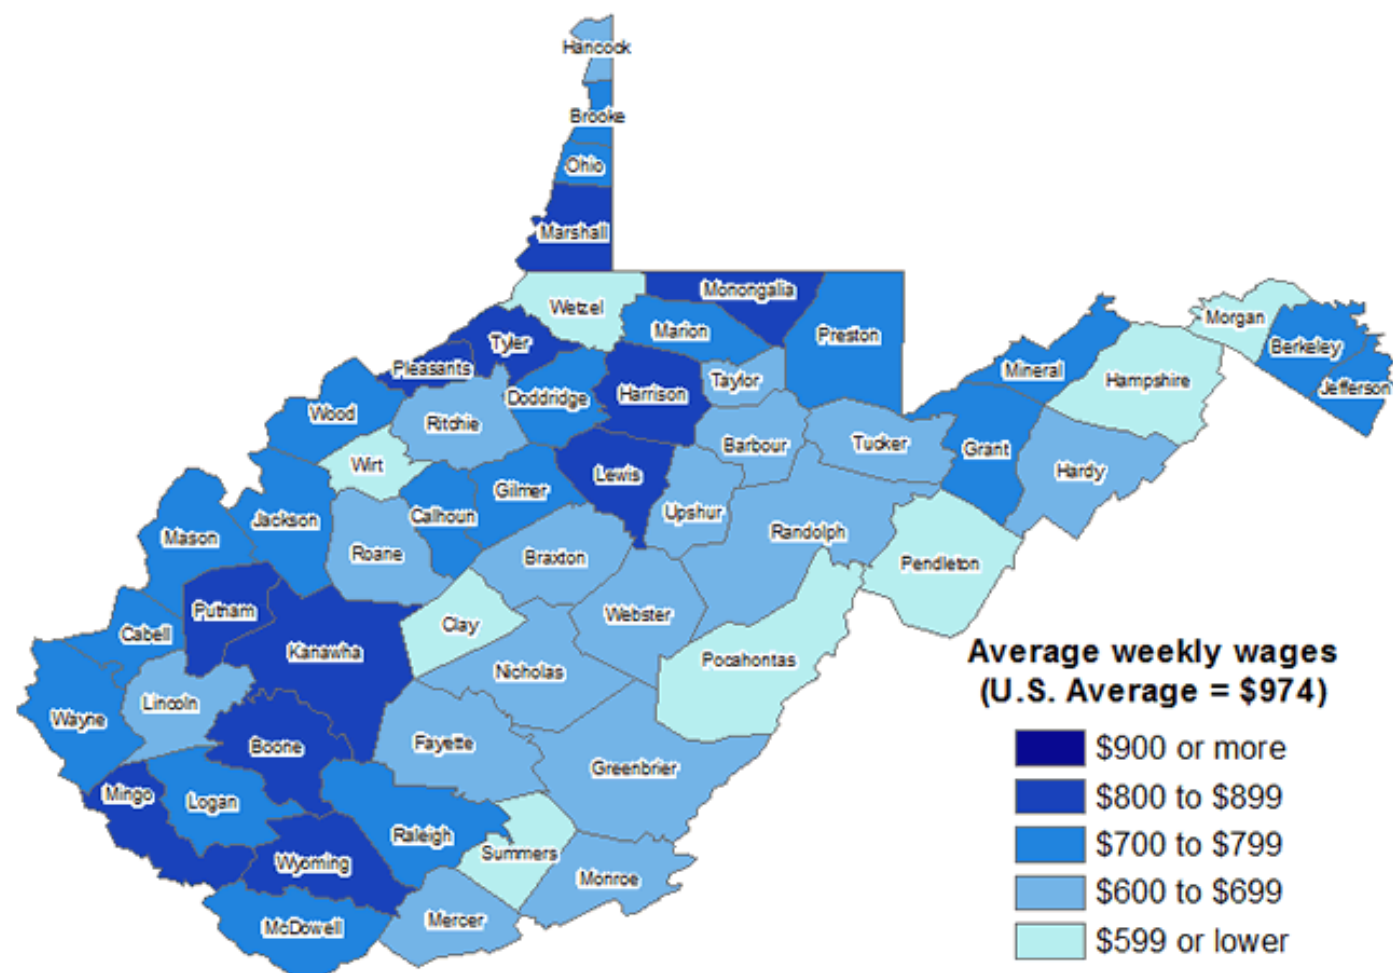 Hancock
Brooke
Ohio
Marshall
Wetzel
Monongalia
Marion
Preston
Tyler
Pleasants
Doddridge
Harrison
Taylor
Wood
Ritchie
Barbour
Tucker
Mineral
Hampshire
Morgan
Berkeley
Jefferson
Grant
Hardy
Wirt
Lewis
Gilmer
Calhoun
Upshur
Randolph
Jackson
Mason
Roane
Braxton
Pendleton
Putnam
Clay
Webster
Cabell
Kanawha
Nicholas
Pocahontas
Lincoln
Wayne
Boone
Fayette
Greenbrier
Mingo
Logan
Raleigh
Summers
Wyoming
Monroe
McDowell
Mercer
Average weekly wages
(U.S. Average = $974)
$900 or more
$800 to $899
$700 to $799
$600 to $699
$599 or lower